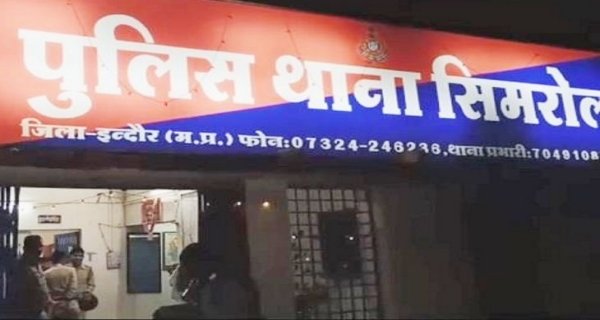 पुलिस थाना सिमरोल
जिला-इन्दौर (म.प्र.) फोन:07324-246236, थाना प्रभारी:7049108